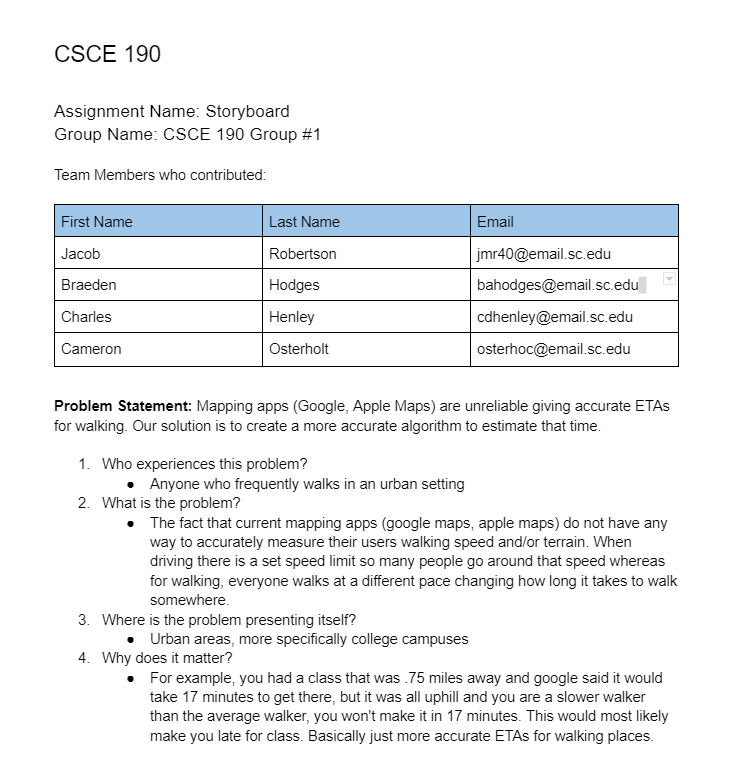 CSCE 190
Assignment Name: Storyboard
Group Name: CSCE 190 Group #1
Team Members who contributed:
First Name Last Name Email
Jacob Robertson jmr40@email.sc.edu
Braeden Hodges bahodges@email.sc.edu
Charles Henley cdhenley@email.sc.edu
Cameron Osterholt osterhoc@email.sc.edu
Problem Statement: Mapping apps (Google, Apple Maps) are unreliable giving accurate ETAs
for walking. Our solution is to create a more accurate algorithm to estimate that time.
1. Who experiences this problem?
● Anyone who frequently walks in an urban setting
2. What is the problem?
● The fact that current mapping apps (google maps, apple maps) do not have any
way to accurately measure their users walking speed and/or terrain. When
driving there is a set speed limit so many people go around that speed whereas
for walking, everyone walks at a different pace changing how long it takes to walk
somewhere.
3. Where is the problem presenting itself?
● Urban areas, more specifically college campuses
4. Why does it matter?
● For example, you had a class that was .75 miles away and google said it would
take 17 minutes to get there, but it was all uphill and you are a slower walker
than the average walker, you won't make it in 17 minutes. This would most likely
make you late for class. Basically just more accurate ETAs for walking places.